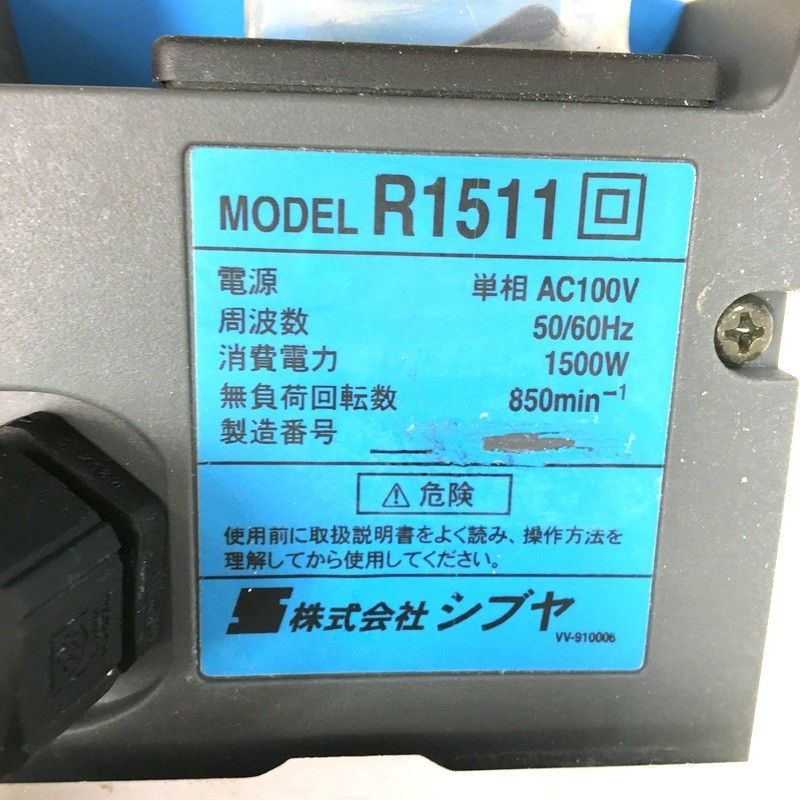 MODEL R1511
電源 単相 AC100V
周波数 50/60Hz
消費電力 1500W
無負荷回転数 850min⁻¹
製造番号
⚠ 危険
使用前に取扱説明書をよく読み、操作方法を
理解してから使用してください。
株式会社 シブヤ
VV-910006